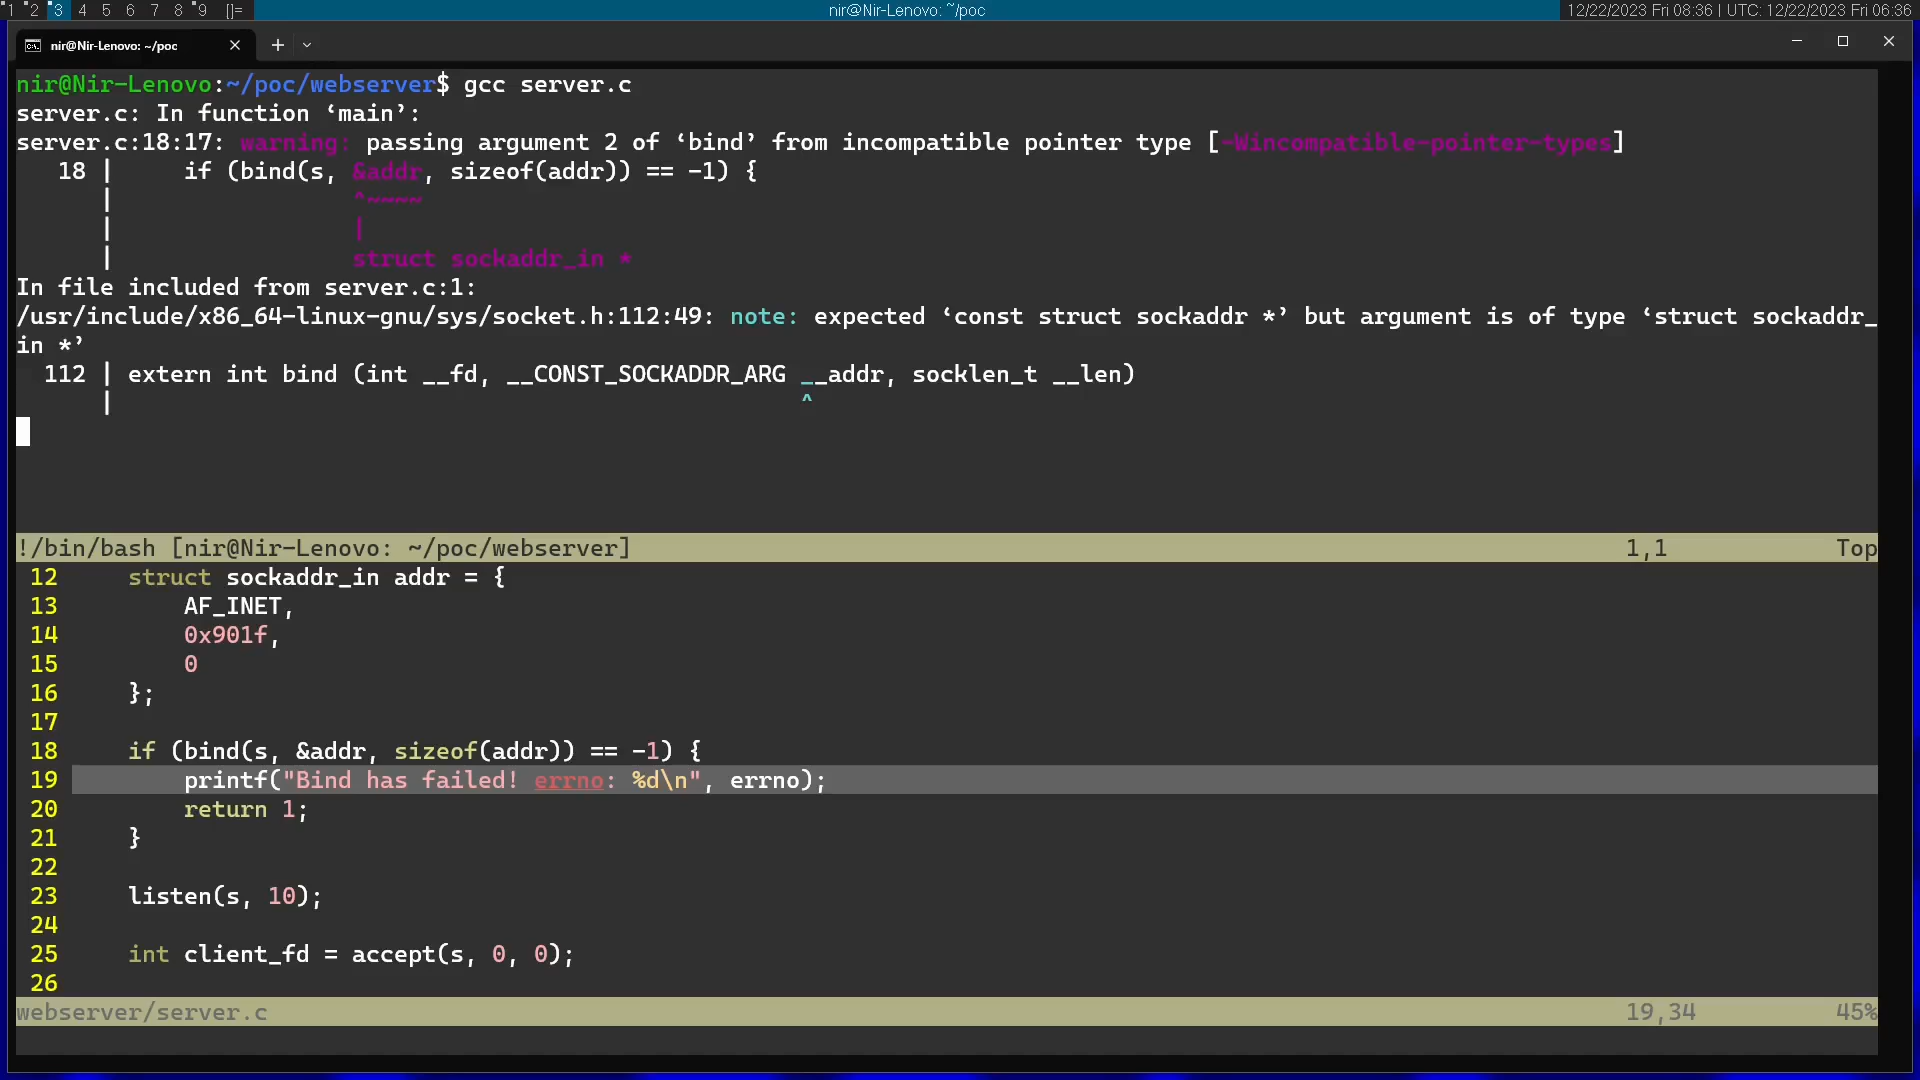 1 2 3 4 5 6 7 8 9 []= nir@Nir-Lenovo: ~/poc 12/22/2023 Fri 08:36 | UTC: 12/22/2023 Fri 06:36
nir@Nir-Lenovo: ~/poc
nir@Nir-Lenovo:~/poc/webserver$ gcc server.c
server.c: In function ‘main’:
server.c:18:17: warning: passing argument 2 of ‘bind’ from incompatible pointer type [-Wincompatible-pointer-types]
   18 |     if (bind(s, &addr, sizeof(addr)) == -1) {
      |                 ^~~~~
      |                 |
      |                 struct sockaddr_in *
In file included from server.c:1:
/usr/include/x86_64-linux-gnu/sys/socket.h:112:49: note: expected ‘const struct sockaddr *’ but argument is of type ‘struct sockaddr_
in *’
  112 | extern int bind (int __fd, __CONST_SOCKADDR_ARG __addr, socklen_t __len)
      |                                                 ^
!/bin/bash [nir@Nir-Lenovo: ~/poc/webserver] 1,1 Top
12     struct sockaddr_in addr = {
13         AF_INET,
14         0x901f,
15         0
16     };
17
18     if (bind(s, &addr, sizeof(addr)) == -1) {
19         printf("Bind has failed! errno: %d\n", errno);
20         return 1;
21     }
22
23     listen(s, 10);
24
25     int client_fd = accept(s, 0, 0);
26
webserver/server.c 19,34 45%